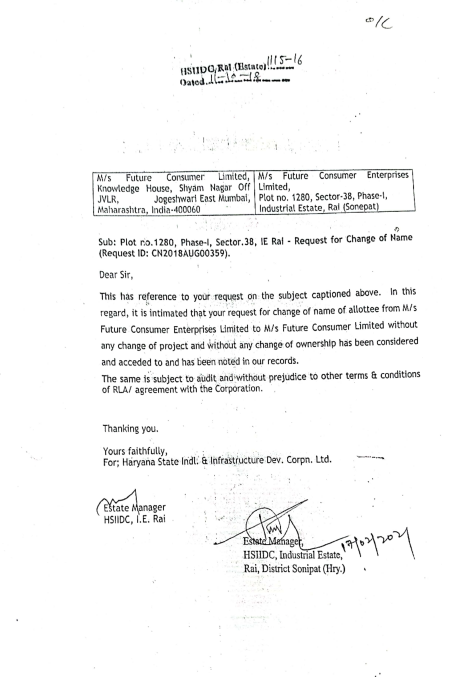 O/C
HSIIDC/Rai (Estate) 1115-16
Dated
M/s Future Consumer Limited,
Knowledge House, Shyam Nagar Off
JVLR, Jogeshwari East Mumbai,
Maharashtra, India-400060
M/s Future Consumer Enterprises
Limited,
Plot no. 1280, Sector-38, Phase-I,
Industrial Estate, Rai (Sonepat)
Sub: Plot no.1280, Phase-I, Sector.38, IE Rai - Request for Change of Name
(Request ID: CN2018AUG00359).
Dear Sir,
This has reference to your request on the subject captioned above. In this
regard, it is intimated that your request for change of name of allottee from M/s
Future Consumer Enterprises Limited to M/s Future Consumer Limited without
any change of project and without any change of ownership has been considered
and acceded to and has been noted in our records.
The same is subject to audit and without prejudice to other terms & conditions
of RLA/ agreement with the Corporation.
Thanking you.
Yours faithfully,
For; Haryana State Indl. & Infrastructure Dev. Corpn. Ltd.
Estate Manager
HSIIDC, I.E. Rai
Estate Manager,
HSIIDC, Industrial Estate,
Rai, District Sonipat (Hry.)
17/02/2021